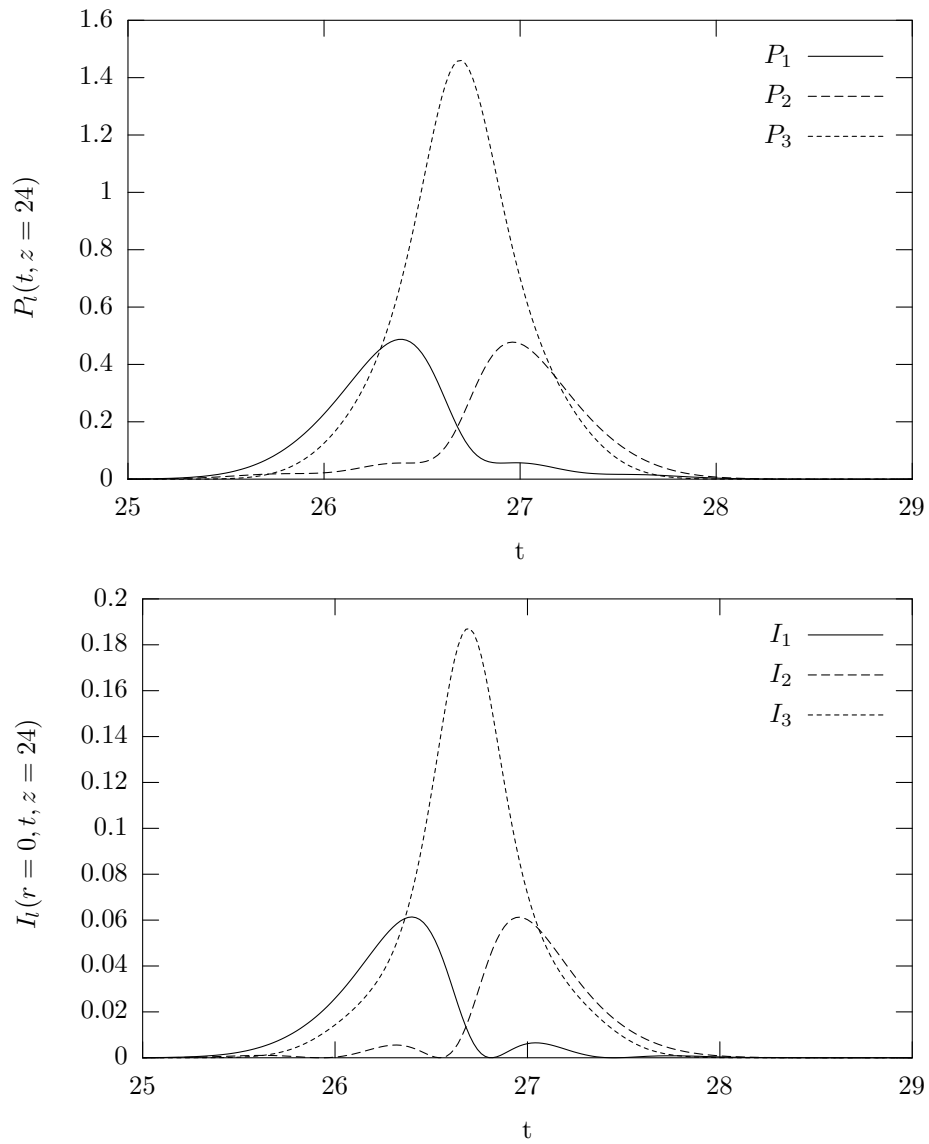 1.6
1.4
1.2
1
0.8
0.6
0.4
0.2
0
P_l(t, z = 24)
P_1
P_2
P_3
25 26 27 28 29
t
0.2
0.18
0.16
0.14
0.12
0.1
0.08
0.06
0.04
0.02
0
I_l(r = 0, t, z = 24)
I_1
I_2
I_3
25 26 27 28 29
t